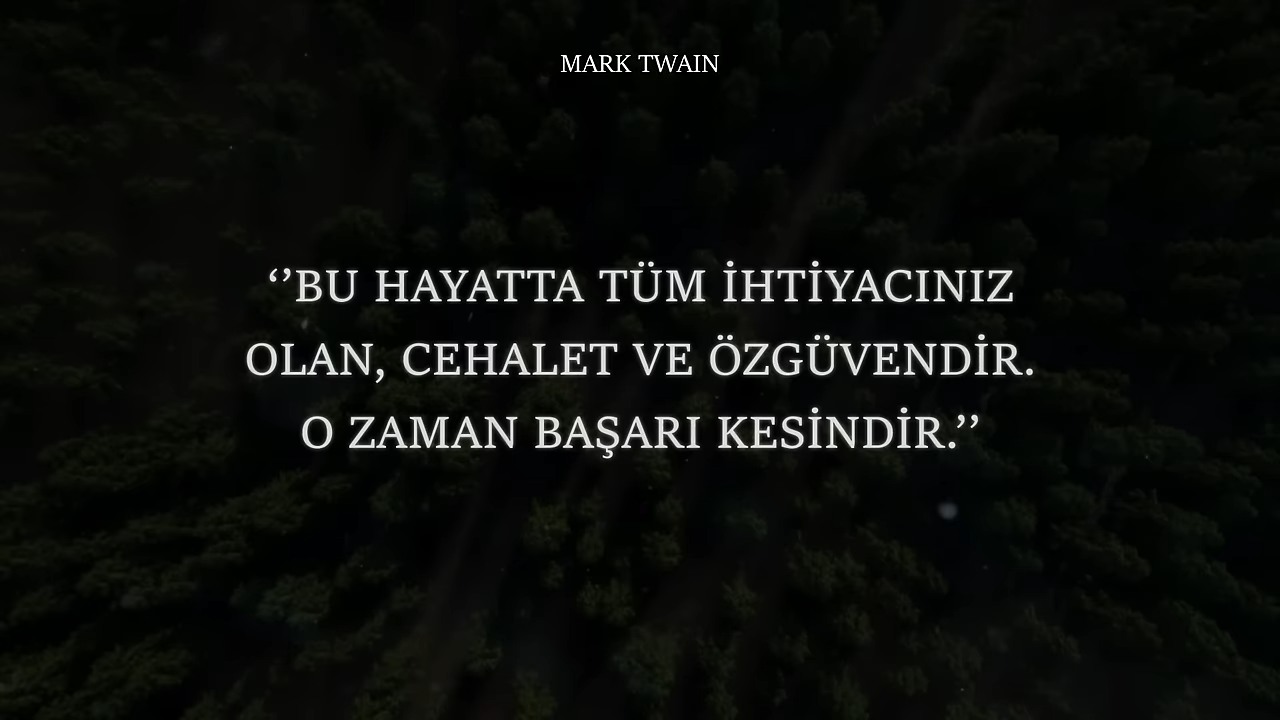 MARK TWAIN
‘’BU HAYATTA TÜM İHTİYACINIZ
OLAN, CEHALET VE ÖZGÜVENDİR.
O ZAMAN BAŞARI KESİNDİR.’’